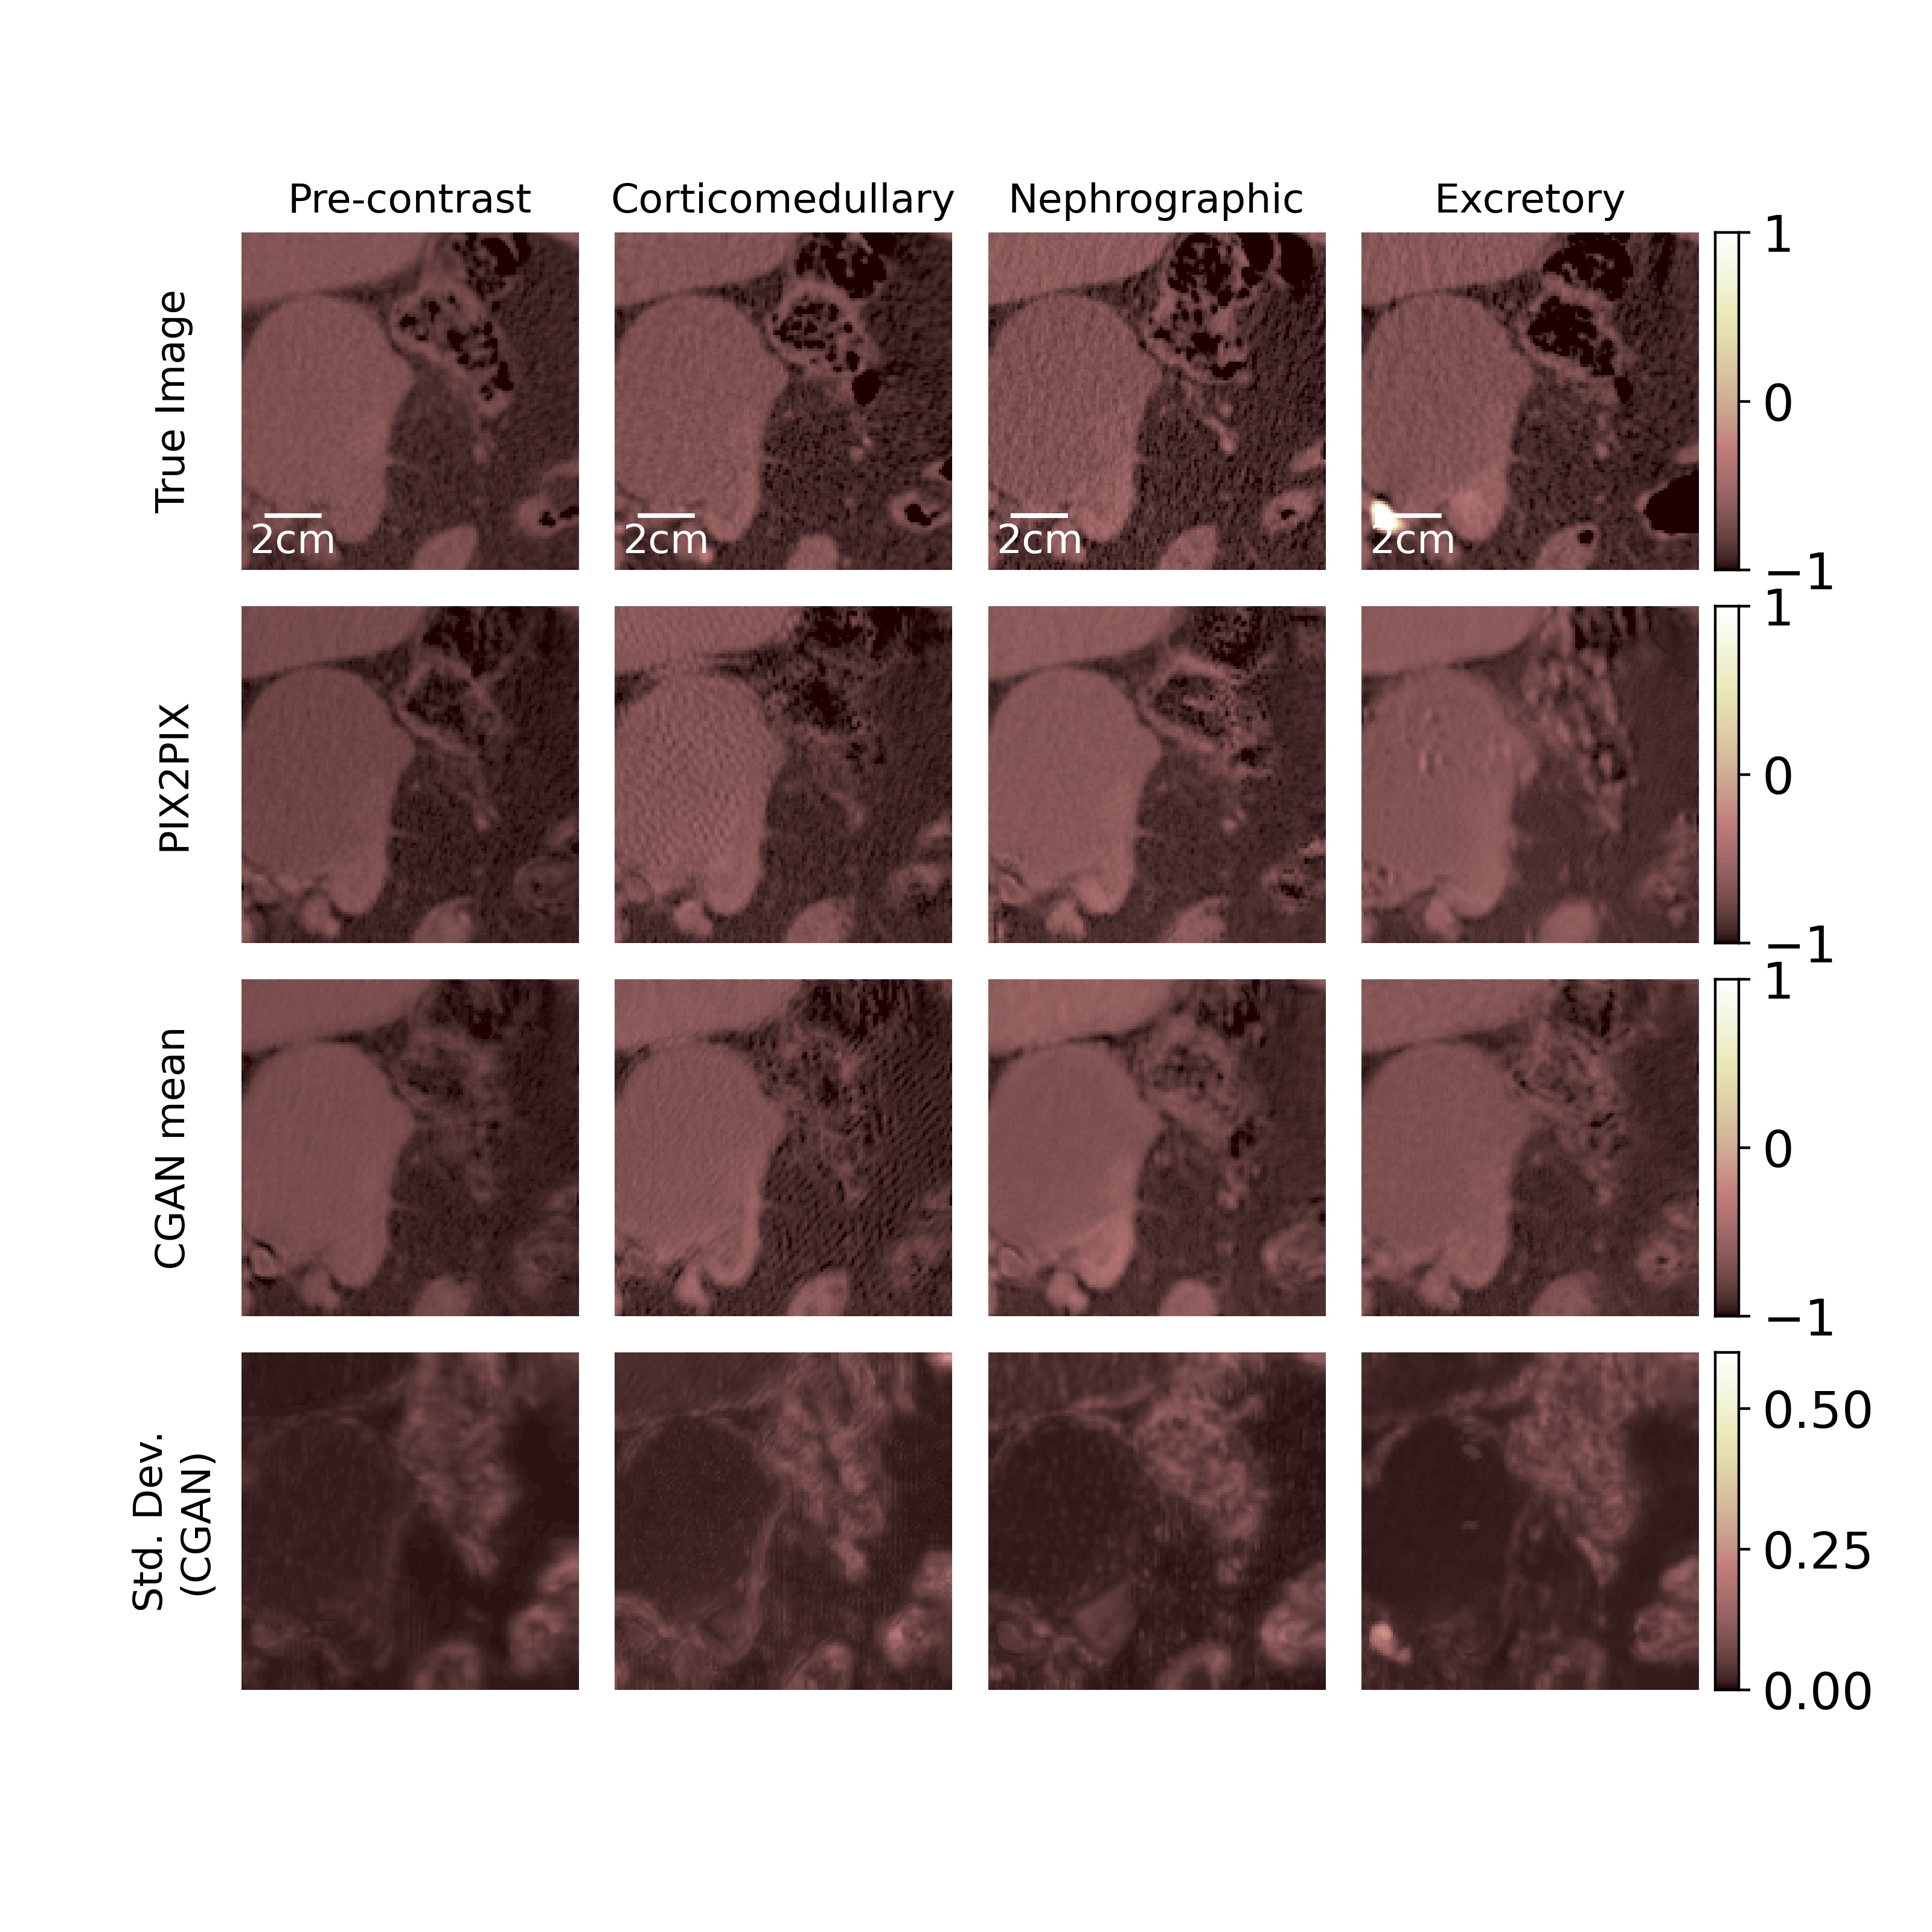 Pre-contrast Corticomedullary Nephrographic Excretory
True Image
2cm 2cm 2cm 2cm
1
0
−1
PIX2PIX
1
0
−1
CGAN mean
1
0
−1
Std. Dev.
(CGAN)
0.50
0.25
0.00